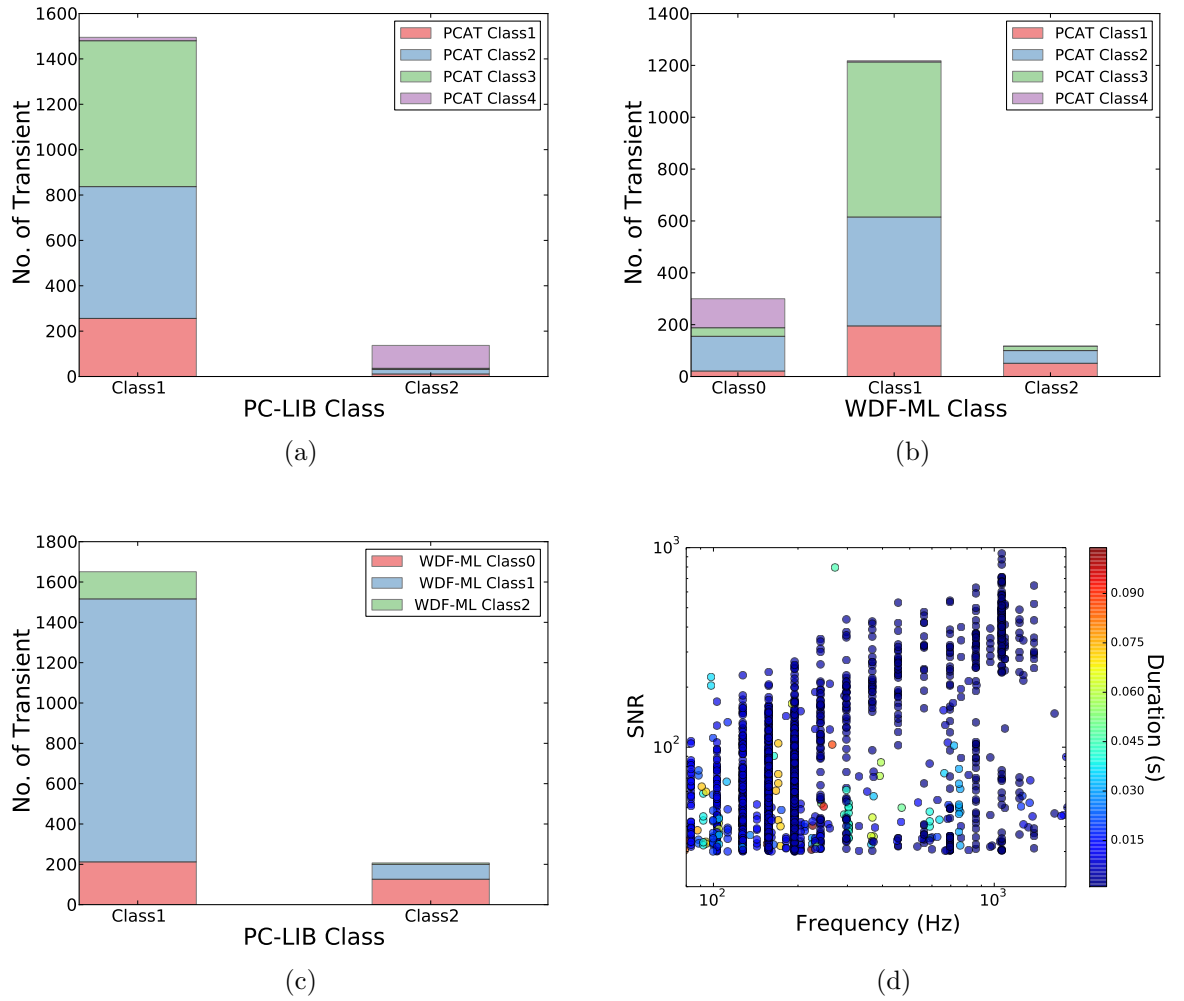 1600
1400
1200
1000
800
600
400
200
0
No. of Transient
PCAT Class1
PCAT Class2
PCAT Class3
PCAT Class4
Class1
Class2
PC-LIB Class
(a)
1400
1200
1000
800
600
400
200
0
No. of Transient
PCAT Class1
PCAT Class2
PCAT Class3
PCAT Class4
Class0
Class1
Class2
WDF-ML Class
(b)
1800
1600
1400
1200
1000
800
600
400
200
0
No. of Transient
WDF-ML Class0
WDF-ML Class1
WDF-ML Class2
Class1
Class2
PC-LIB Class
(c)
10^3
10^2
SNR
10^2
10^3
Frequency (Hz)
0.090
0.075
0.060
0.045
0.030
0.015
Duration (s)
(d)